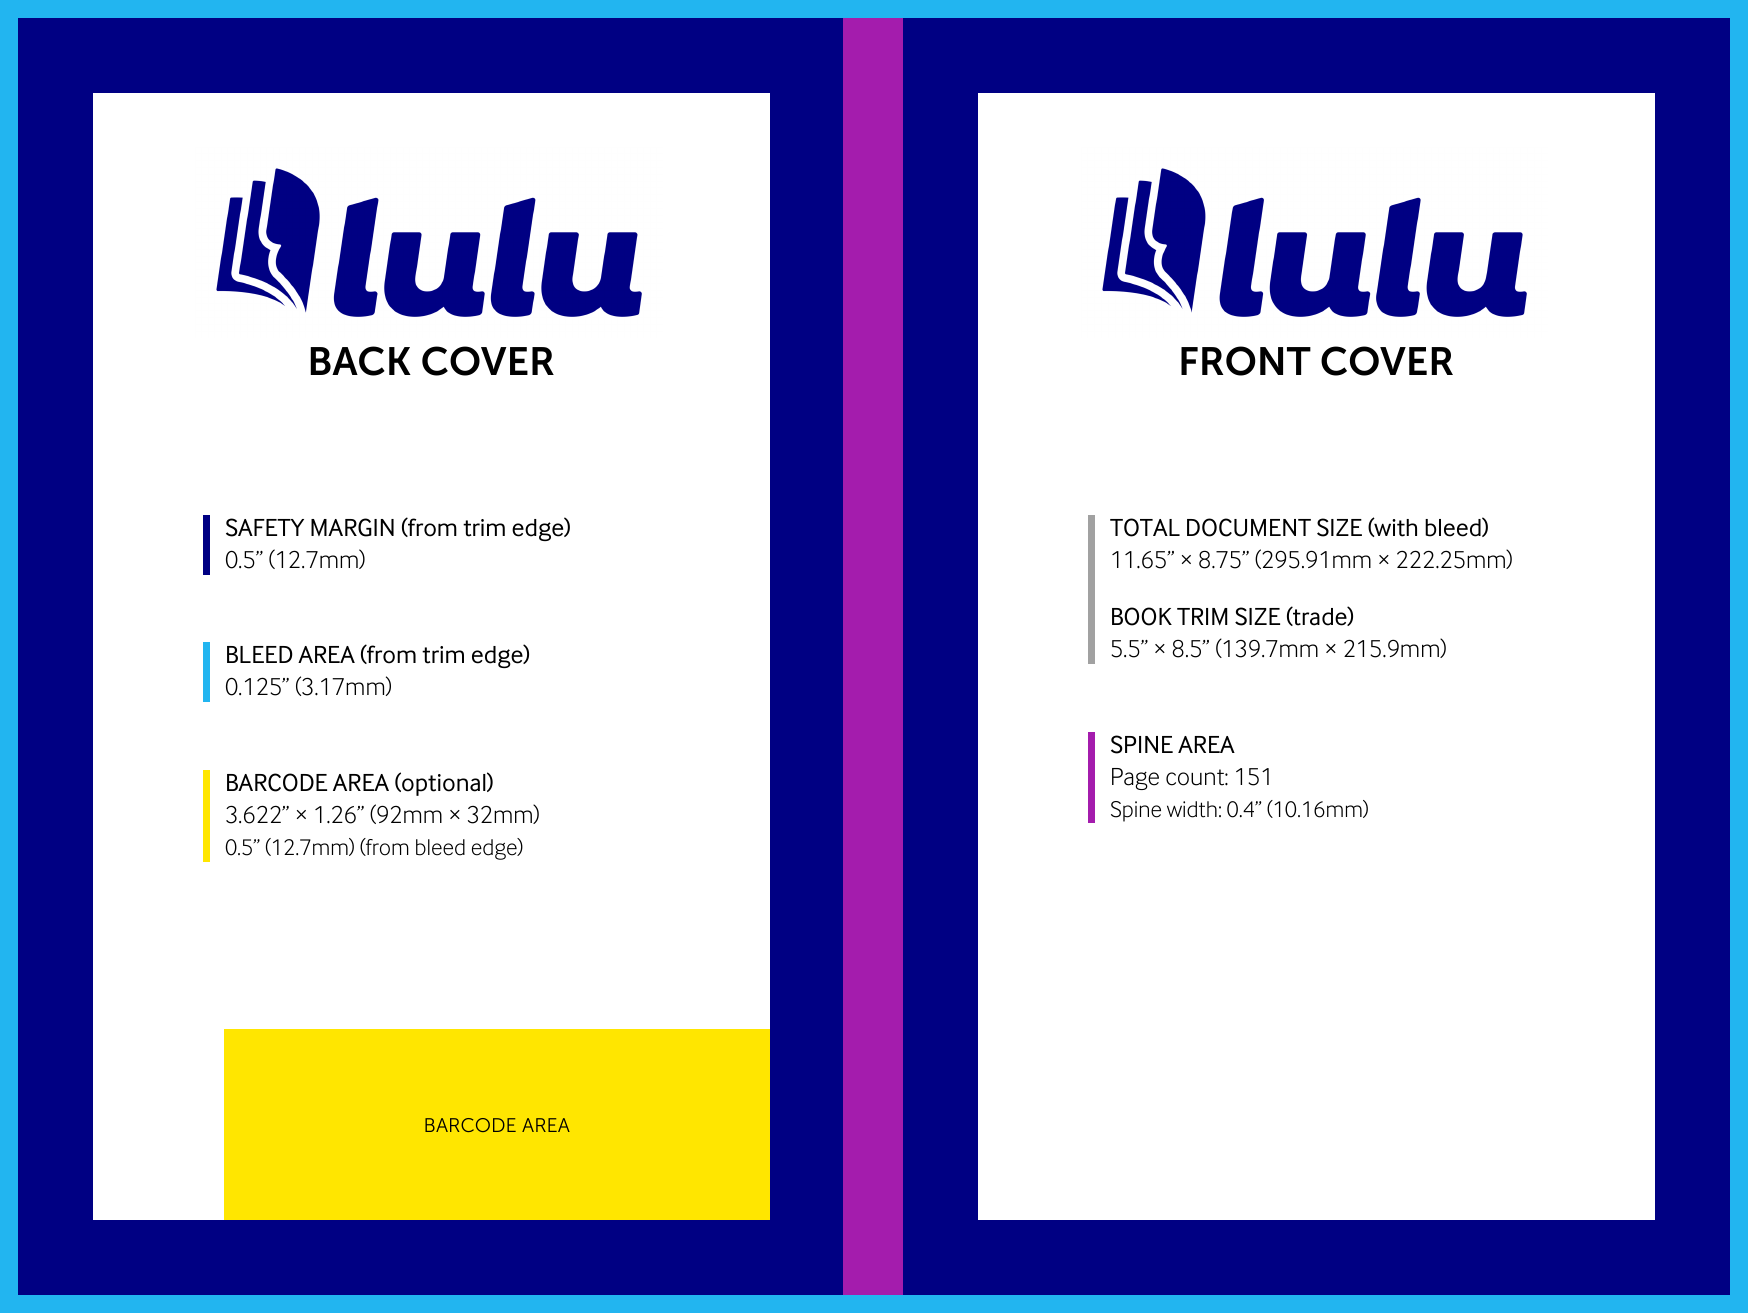 lulu
BACK COVER
SAFETY MARGIN (from trim edge)
0.5” (12.7mm)
BLEED AREA (from trim edge)
0.125” (3.17mm)
BARCODE AREA (optional)
3.622” × 1.26” (92mm × 32mm)
0.5” (12.7mm) (from bleed edge)
BARCODE AREA
lulu
FRONT COVER
TOTAL DOCUMENT SIZE (with bleed)
11.65” × 8.75” (295.91mm × 222.25mm)
BOOK TRIM SIZE (trade)
5.5” × 8.5” (139.7mm × 215.9mm)
SPINE AREA
Page count: 151
Spine width: 0.4” (10.16mm)